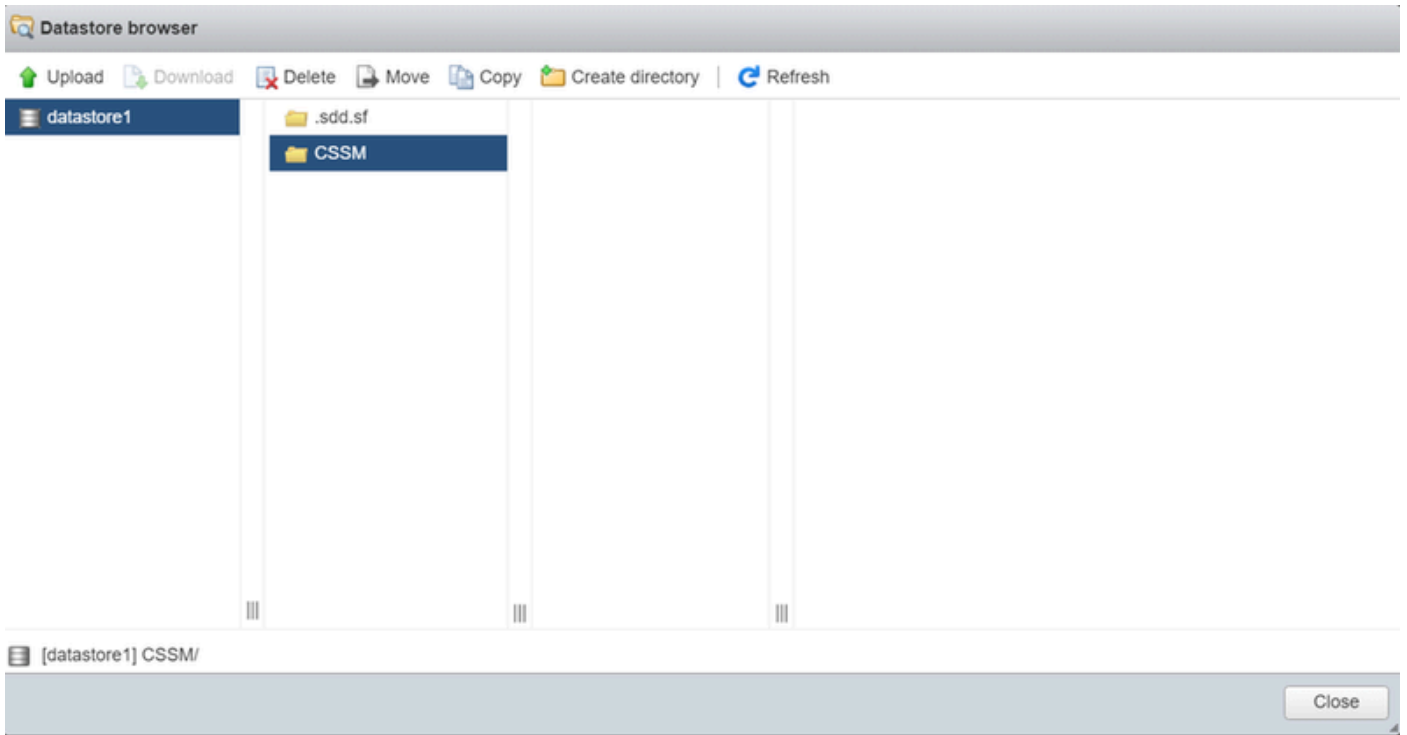 Datastore browser
Upload Download Delete Move Copy Create directory Refresh
datastore1
.sdd.sf
CSSM
[datastore1] CSSM/
Close